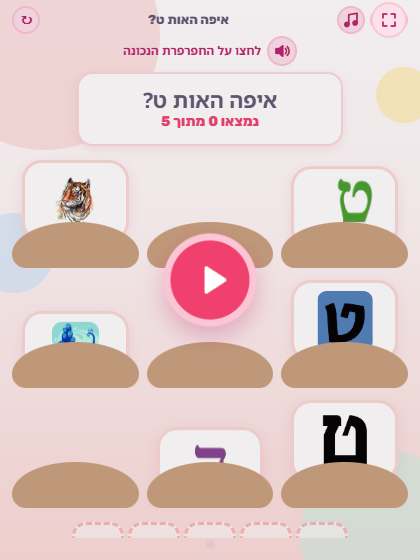 איפה האות ט?
לחצו על החפרפרת הנכונה
איפה האות ט?
נמצאו 0 מתוך 5
ט
ט
ט